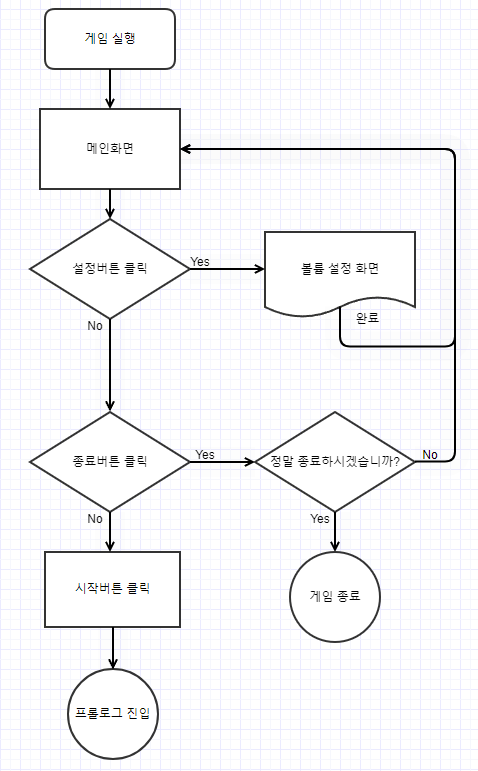 게임 실행
메인화면
설정버튼 클릭
Yes
볼륨 설정 화면
No
완료
종료버튼 클릭
Yes
정말 종료하시겠습니까?
No
No
Yes
시작버튼 클릭
게임 종료
프롤로그 진입